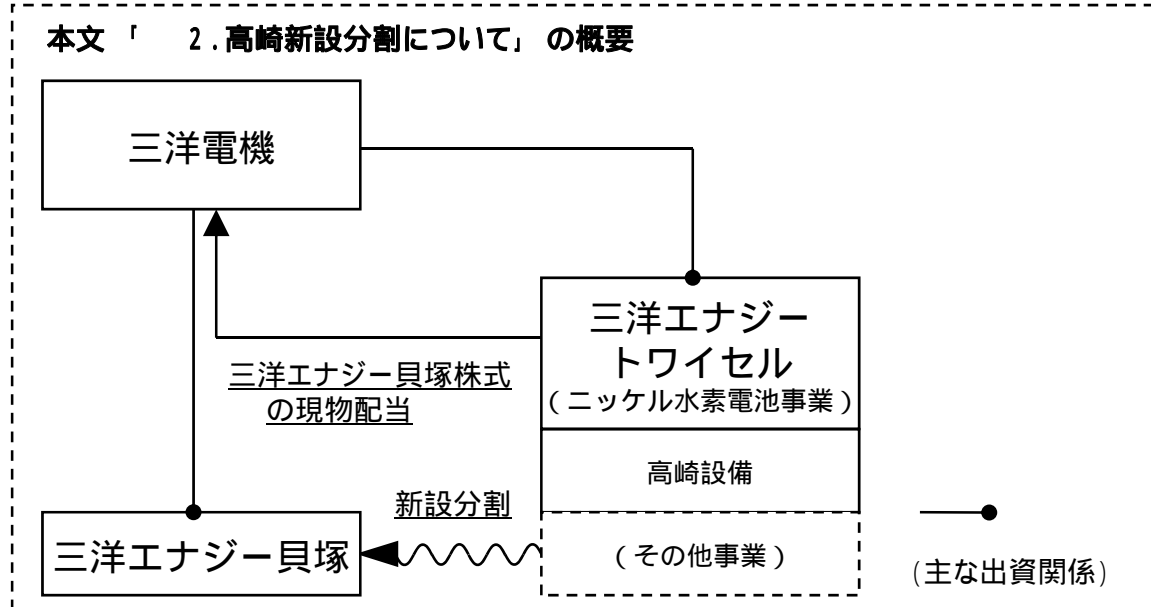 本文 「　 2.高崎新設分割について」 の概要
三洋電機
三洋エナジー
トワイセル
(ニッケル水素電池事業)
三洋エナジー貝塚株式
の現物配当
高崎設備
新設分割
三洋エナジー貝塚
(その他事業)
(主な出資関係)